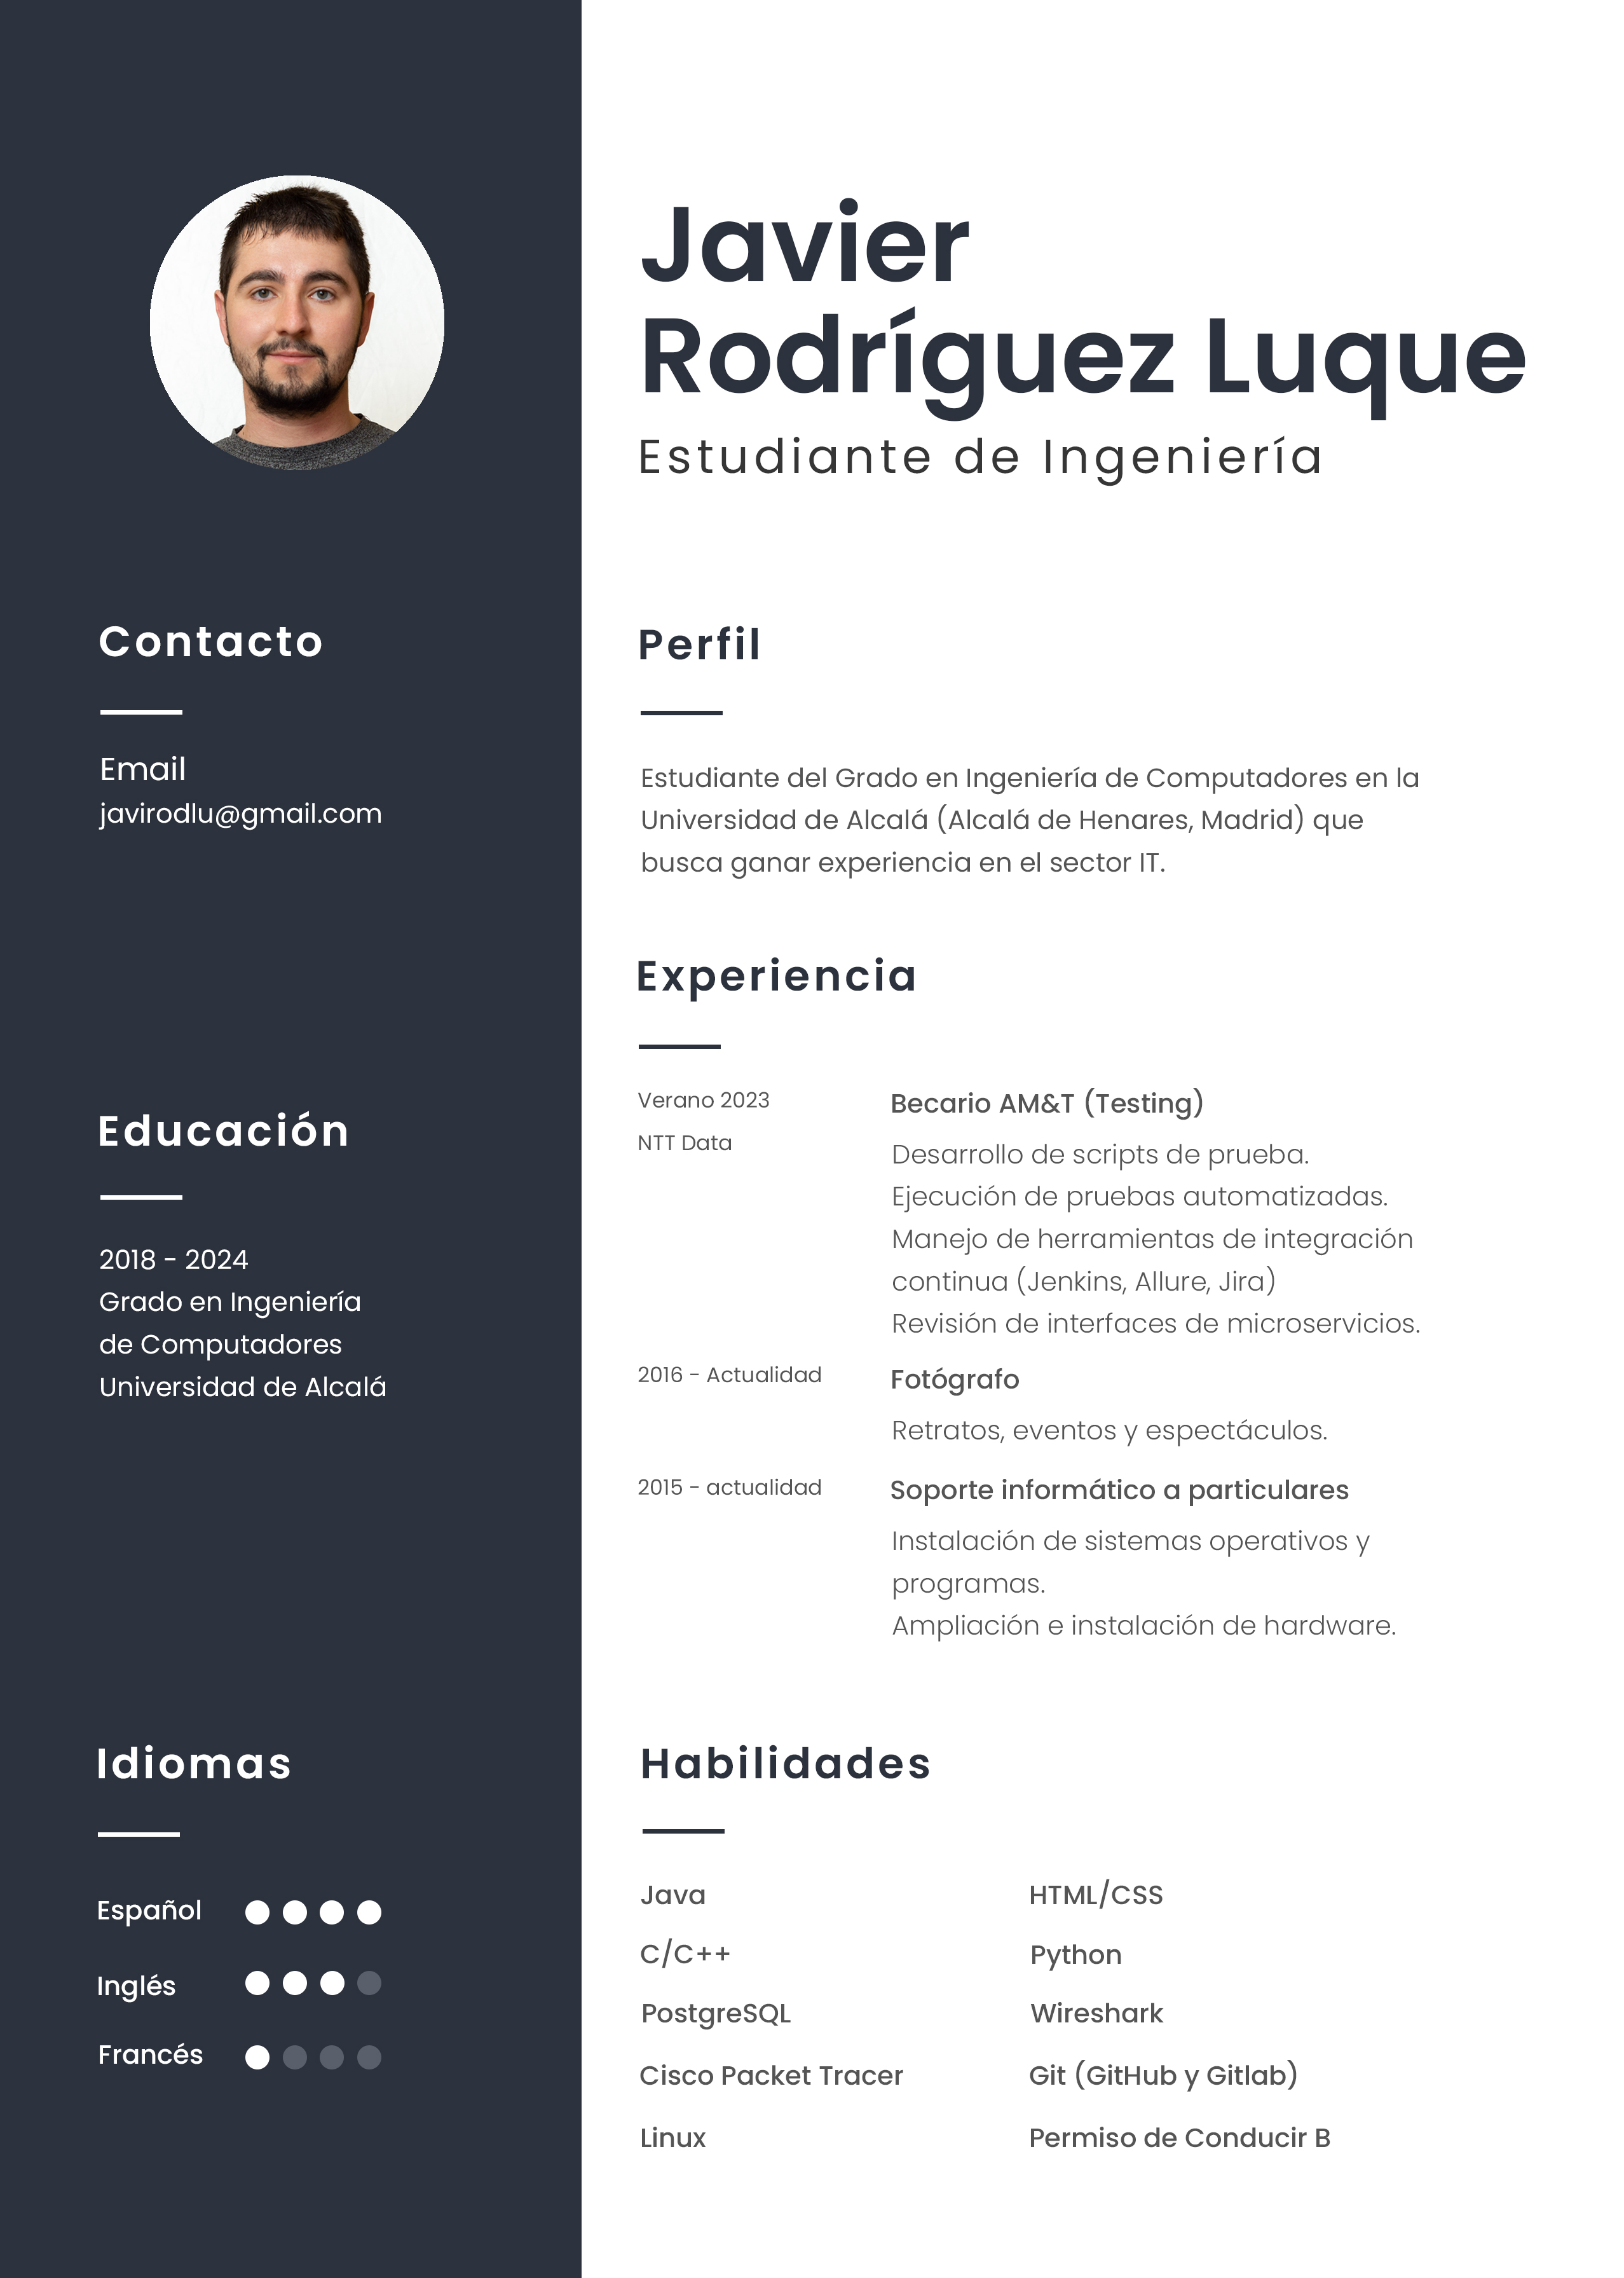 Javier
Rodríguez Luque
Estudiante de Ingeniería
Contacto
Email
javirodlu@gmail.com
Educación
2018 - 2024
Grado en Ingeniería
de Computadores
Universidad de Alcalá
Idiomas
Español
Inglés
Francés
Perfil
Estudiante del Grado en Ingeniería de Computadores en la
Universidad de Alcalá (Alcalá de Henares, Madrid) que
busca ganar experiencia en el sector IT.
Experiencia
Verano 2023
NTT Data
Becario AM&T (Testing)
Desarrollo de scripts de prueba.
Ejecución de pruebas automatizadas.
Manejo de herramientas de integración
continua (Jenkins, Allure, Jira)
Revisión de interfaces de microservicios.
2016 - Actualidad
Fotógrafo
Retratos, eventos y espectáculos.
2015 - actualidad
Soporte informático a particulares
Instalación de sistemas operativos y
programas.
Ampliación e instalación de hardware.
Habilidades
Java
HTML/CSS
C/C++
Python
PostgreSQL
Wireshark
Cisco Packet Tracer
Git (GitHub y Gitlab)
Linux
Permiso de Conducir B